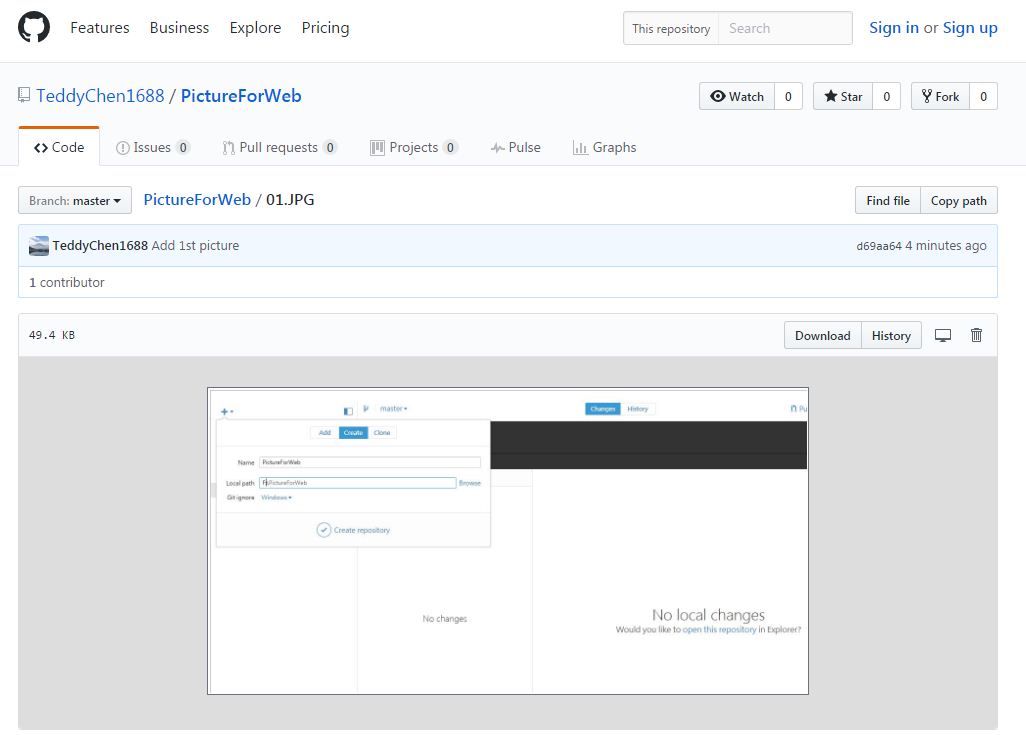 Features Business Explore Pricing This repository Search Sign in or Sign up
TeddyChen1688 / PictureForWeb Watch 0 Star 0 Fork 0
Code Issues 0 Pull requests 0 Projects 0 Pulse Graphs
Branch: master PictureForWeb / 01.JPG Find file Copy path
TeddyChen1688 Add 1st picture d69aa64 4 minutes ago
1 contributor
49.4 KB Download History
master Changes History Pu
Add Create Clone
Name PictureForWeb
Local path F:\PictureForWeb Browse
Git ignore Windows
Create repository
No changes
No local changes
Would you like to open this repository in Explorer?